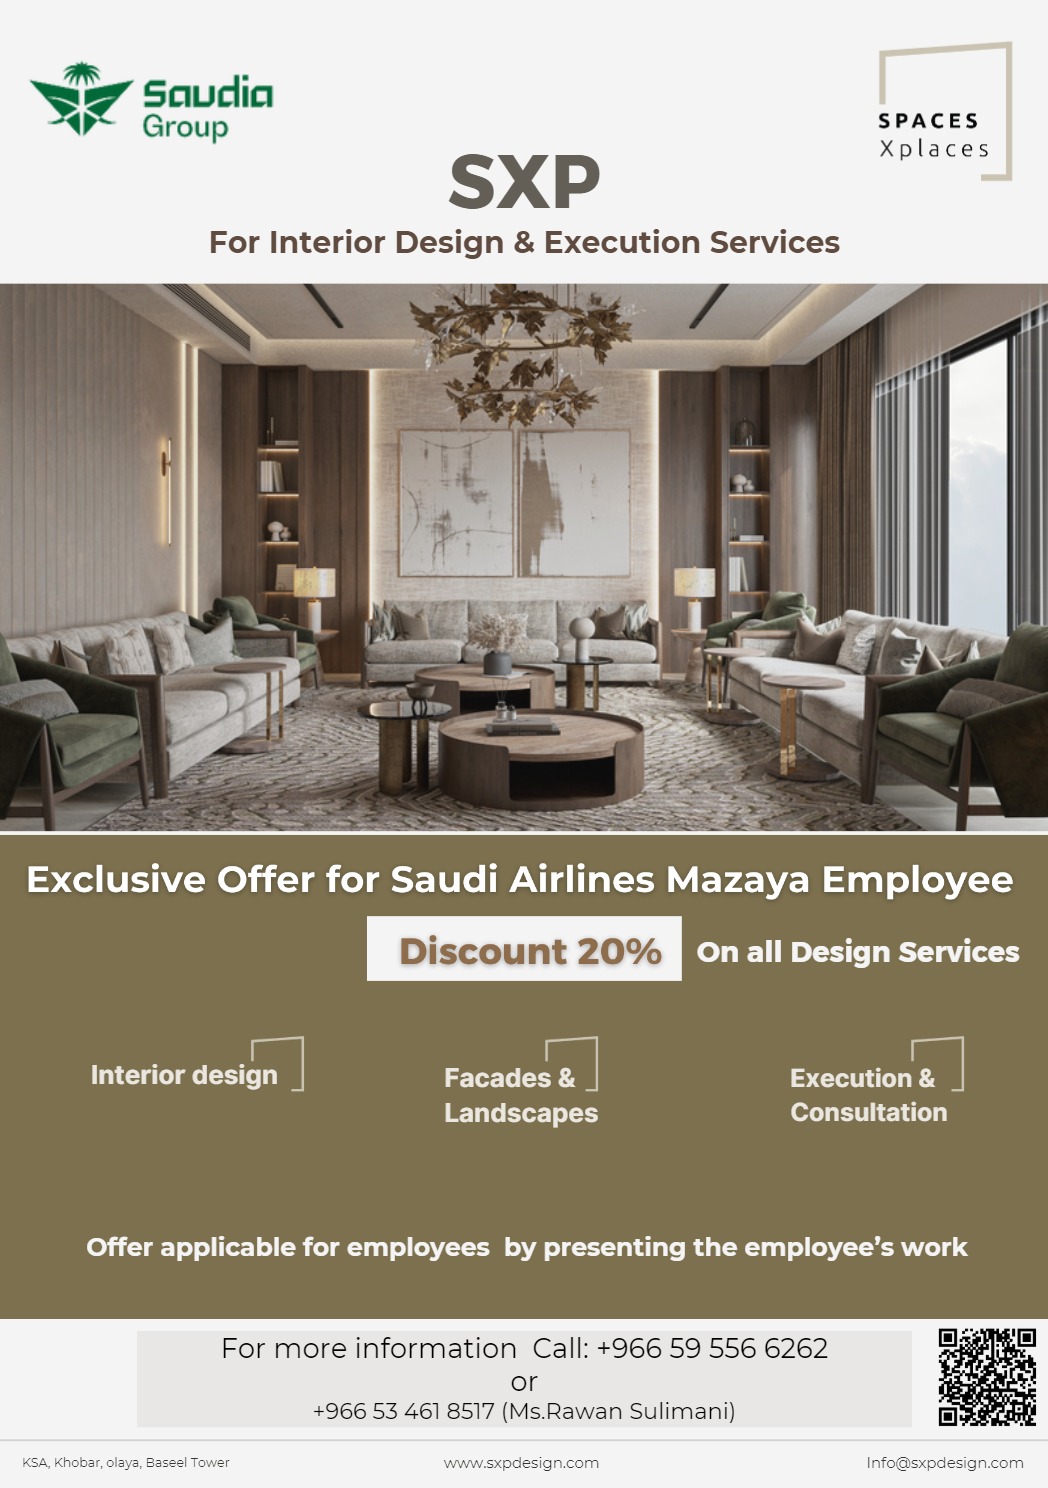 Saudia
Group
SPACES
Xplaces
SXP
For Interior Design & Execution Services
Exclusive Offer for Saudi Airlines Mazaya Employee
Discount 20% On all Design Services
Interior design
Facades &
Landscapes
Execution &
Consultation
Offer applicable for employees  by presenting the employee’s work
For more information  Call: +966 59 556 6262
or
+966 53 461 8517 (Ms.Rawan Sulimani)
KSA, Khobar, olaya, Baseel Tower
www.sxpdesign.com
Info@sxpdesign.com